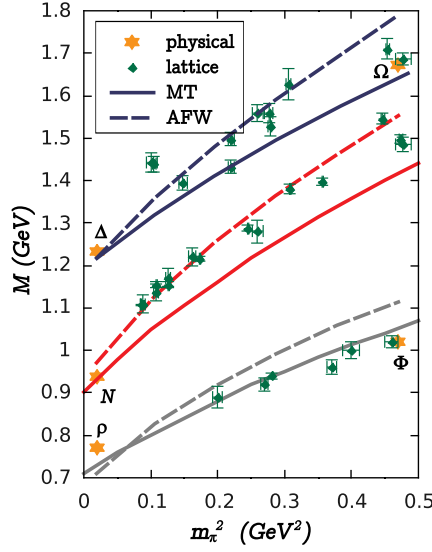 1.8
1.7
1.6
1.5
1.4
1.3
1.2
1.1
1
0.9
0.8
0.7
M (GeV)
physical
lattice
MT
AFW
Ω
Δ
N
ρ
Φ
0 0.1 0.2 0.3 0.4 0.5
m_π² (GeV²)